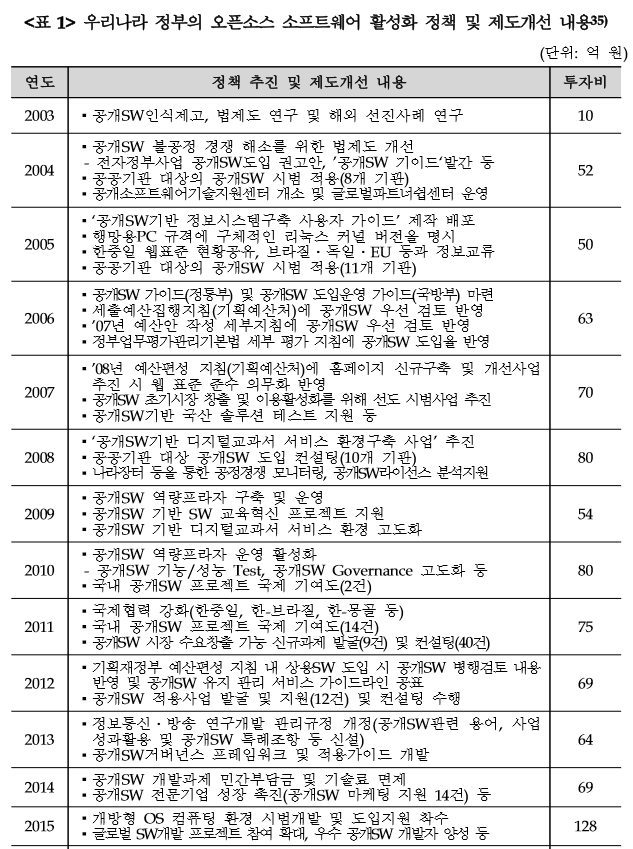 <표 1> 우리나라 정부의 오픈소스 소프트웨어 활성화 정책 및 제도개선 내용35)
(단위: 억 원)
연도 정책 추진 및 제도개선 내용 투자비
2003 ▪ 공개SW인식제고, 법제도 연구 및 해외 선진사례 연구 10
▪ 공개SW 불공정 경쟁 해소를 위한 법제도 개선
2004 - 전자정부사업 공개SW도입 권고안, '공개SW 가이드'발간 등 52
▪ 공공기관 대상의 공개SW 시범 적용(8개 기관)
▪ 공개소프트웨어기술지원센터 개소 및 글로벌파트너쉽센터 운영
▪ '공개SW기반 정보시스템구축 사용자 가이드' 제작 배포
2005 ▪ 행망용PC 규격에 구체적인 리눅스 커널 버전을 명시 50
▪ 한중일 웹표준 현황공유, 브라질·독일·EU 등과 정보교류
▪ 공공기관 대상의 공개SW 시범 적용(11개 기관)
▪ 공개SW 가이드(정통부) 및 공개SW 도입운영 가이드(국방부) 마련
2006 ▪ 세출예산집행지침(기획예산처)에 공개SW 우선 검토 반영 63
▪ '07년 예산안 작성 세부지침에 공개SW 우선 검토 반영
▪ 정부업무평가관리기본법 세부 평가 지침에 공개SW 도입율 반영
▪ '08년 예산편성 지침(기획예산처)에 홈페이지 신규구축 및 개선사업
2007 추진 시 웹 표준 준수 의무화 반영 70
▪ 공개SW 초기시장 창출 및 이용활성화를 위해 선도 시범사업 추진
▪ 공개SW기반 국산 솔루션 테스트 지원 등
▪ '공개SW기반 디지털교과서 서비스 환경구축 사업' 추진
2008 ▪ 공공기관 대상 공개SW 도입 컨설팅(10개 기관) 80
▪ 나라장터 등을 통한 공정경쟁 모니터링, 공개SW라이선스 분석지원
▪ 공개SW 역량프라자 구축 및 운영
2009 ▪ 공개SW 기반 SW 교육혁신 프로젝트 지원 54
▪ 공개SW 기반 디지털교과서 서비스 환경 고도화
▪ 공개SW 역량프라자 운영 활성화
2010 - 공개SW 기능/성능 Test, 공개SW Governance 고도화 등 80
▪ 국내 공개SW 프로젝트 국제 기여도(2건)
▪ 국제협력 강화(한중일, 한-브라질, 한-몽골 등)
2011 ▪ 국내 공개SW 프로젝트 국제 기여도(14건) 75
▪ 공개SW 시장 수요창출 가능 신규과제 발굴(9건) 및 컨설팅(40건)
▪ 기획재정부 예산편성 지침 내 상용SW 도입 시 공개SW 병행검토 내용
2012 반영 및 공개SW 유지 관리 서비스 가이드라인 공표 69
▪ 공개SW 적용사업 발굴 및 지원(12건) 및 컨설팅 수행
▪ 정보통신·방송 연구개발 관리규정 개정(공개SW관련 용어, 사업
2013 성과활용 및 공개SW 특례조항 등 신설) 64
▪ 공개SW거버넌스 프레임워크 및 적용가이드 개발
2014 ▪ 공개SW 개발과제 민간부담금 및 기술료 면제 69
▪ 공개SW 전문기업 성장 촉진(공개SW 마케팅 지원 14건) 등
2015 ▪ 개방형 OS 컴퓨팅 환경 시범개발 및 도입지원 착수 128
▪ 글로벌 SW개발 프로젝트 참여 확대, 우수 공개SW 개발자 양성 등